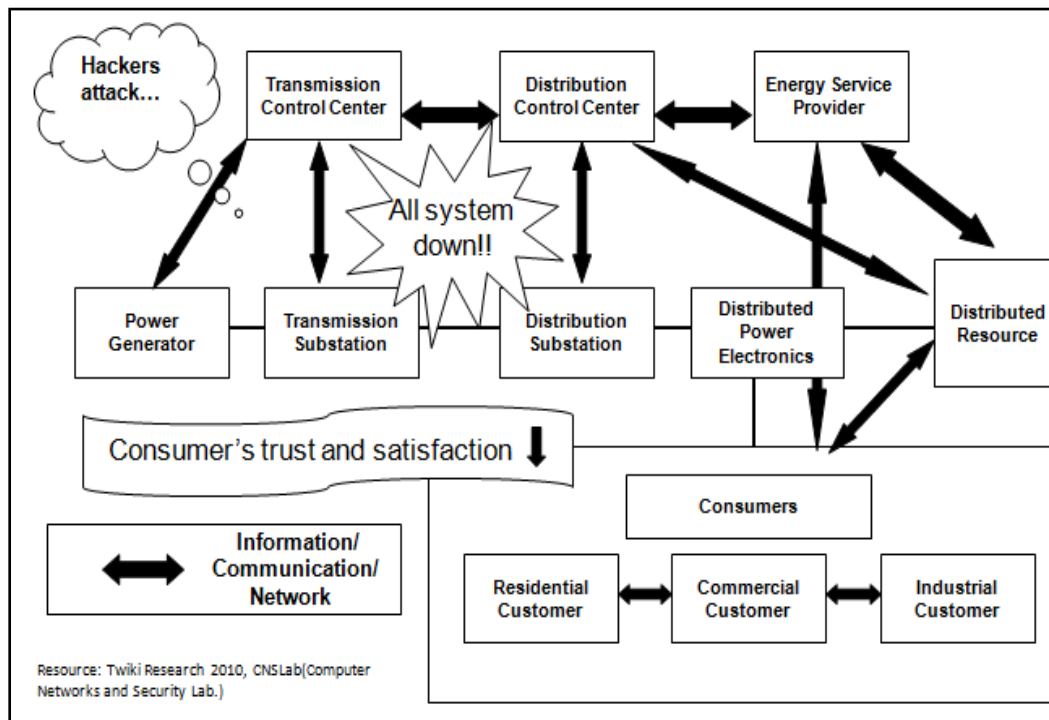 Hackers
attack...
Transmission
Control Center
Distribution
Control Center
Energy Service
Provider
All system
down!!
Power
Generator
Transmission
Substation
Distribution
Substation
Distributed
Power
Electronics
Distributed
Resource
Consumer's trust and satisfaction
Consumers
Information/
Communication/
Network
Residential
Customer
Commercial
Customer
Industrial
Customer
Resource: Twiki Research 2010, CNSLab(Computer
Networks and Security Lab.)